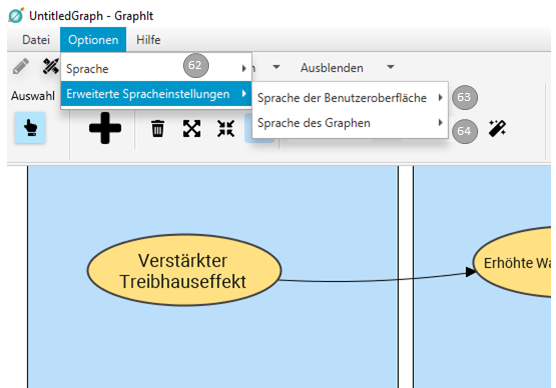 UntitledGraph - GraphIt
Datei Optionen Hilfe
Sprache 62
Ausblenden
Auswahl
Erweiterte Spracheinstellungen
Sprache der Benutzeroberfläche 63
Sprache des Graphen 64
Verstärkter
Treibhauseffekt
Erhöhte